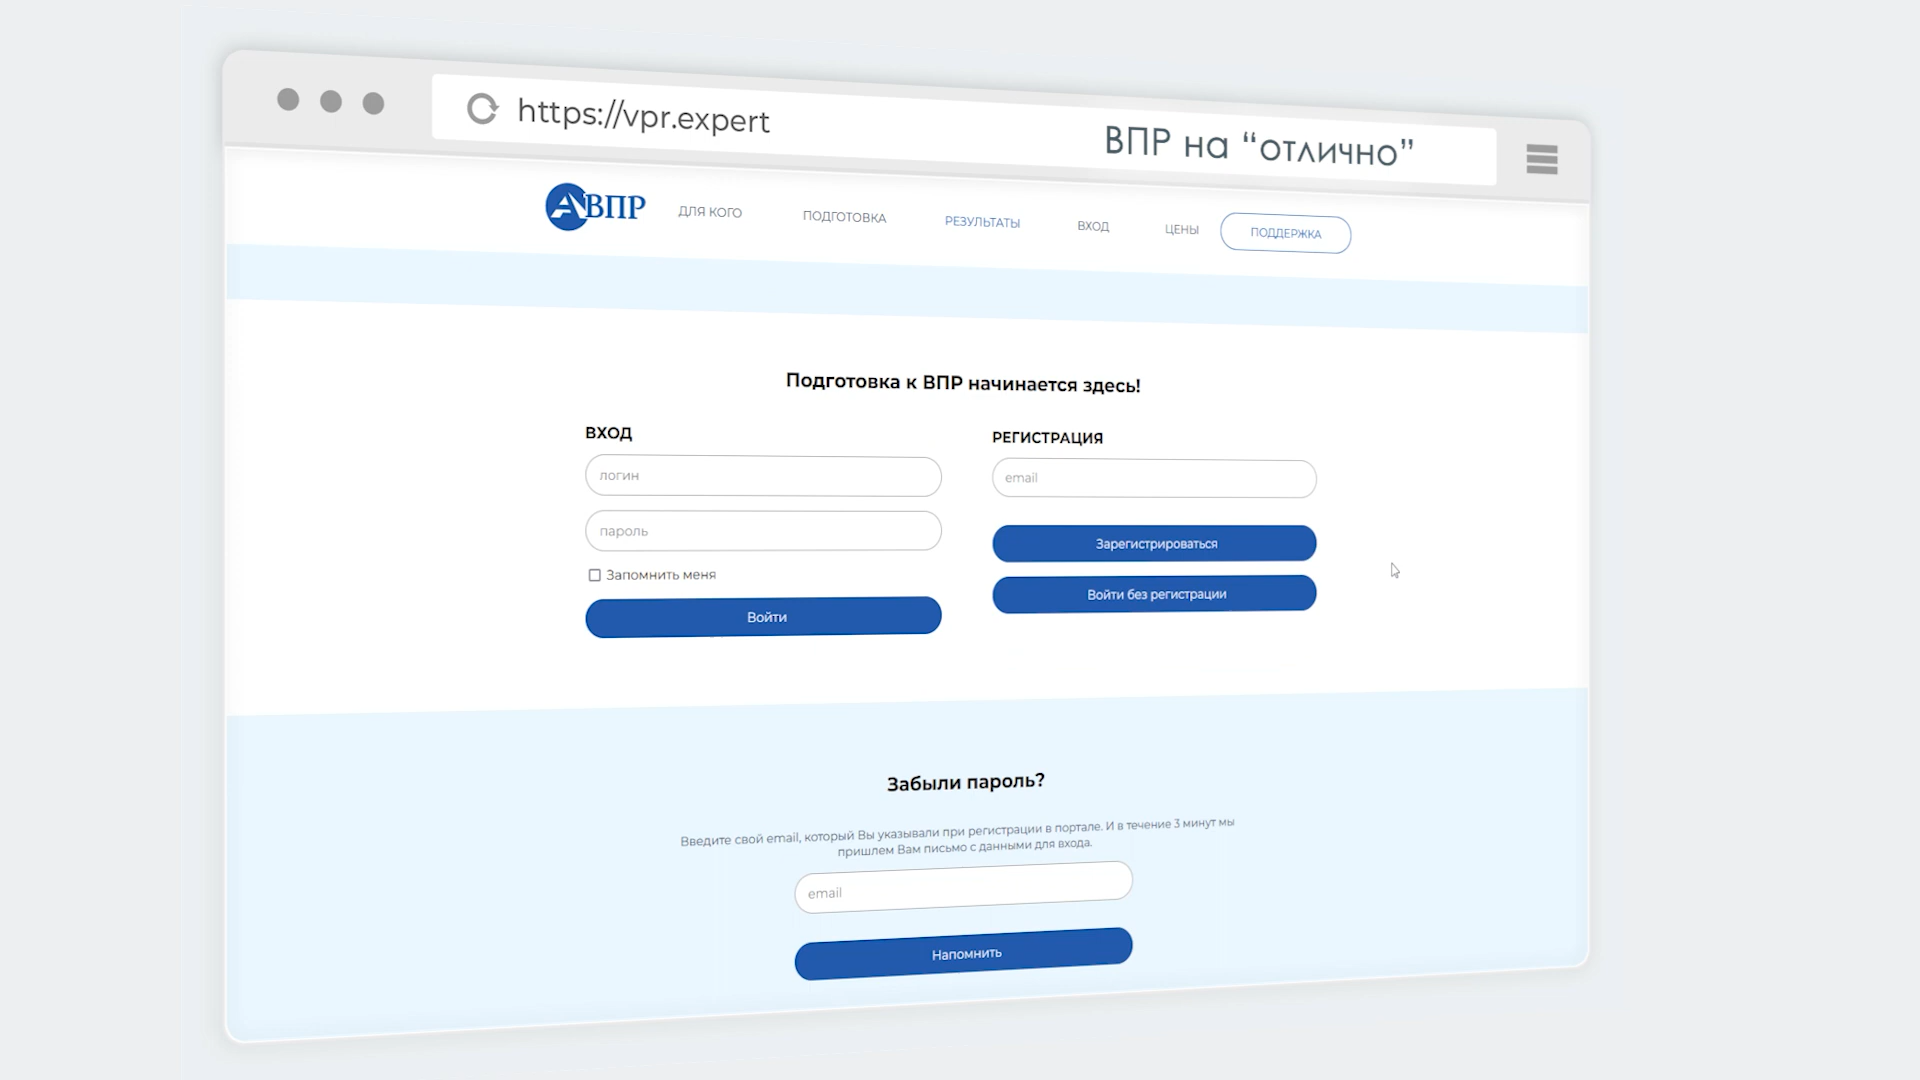 https://vpr.expert
ВПР на “отлично”
АВПР
ДЛЯ КОГО
ПОДГОТОВКА
РЕЗУЛЬТАТЫ
ВХОД
ЦЕНЫ
ПОДДЕРЖКА
Подготовка к ВПР начинается здесь!
ВХОД
логин
пароль
Запомнить меня
Войти
РЕГИСТРАЦИЯ
email
Зарегистрироваться
Войти без регистрации
Забыли пароль?
Введите свой email, который Вы указывали при регистрации в портале. И в течение 3 минут мы
пришлем Вам письмо с данными для входа.
email
Напомнить